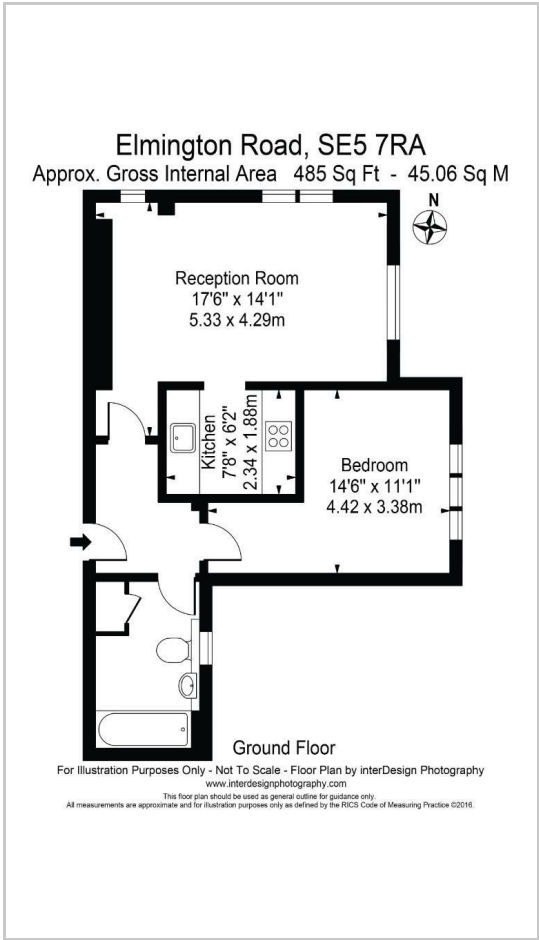 Elmington Road, SE5 7RA
Approx. Gross Internal Area 485 Sq Ft - 45.06 Sq M
N
Reception Room
17'6" x 14'1"
5.33 x 4.29m
Kitchen
7'8" x 6'2"
2.34 x 1.88m
Bedroom
14'6" x 11'1"
4.42 x 3.38m
Ground Floor
For Illustration Purposes Only - Not To Scale - Floor Plan by interDesign Photography
www.interdesignphotography.com
This floor plan should be used as general outline for guidance only.
All measurements are approximate and for illustration purposes only as defined by the RICS Code of Measuring Practice ©2016.